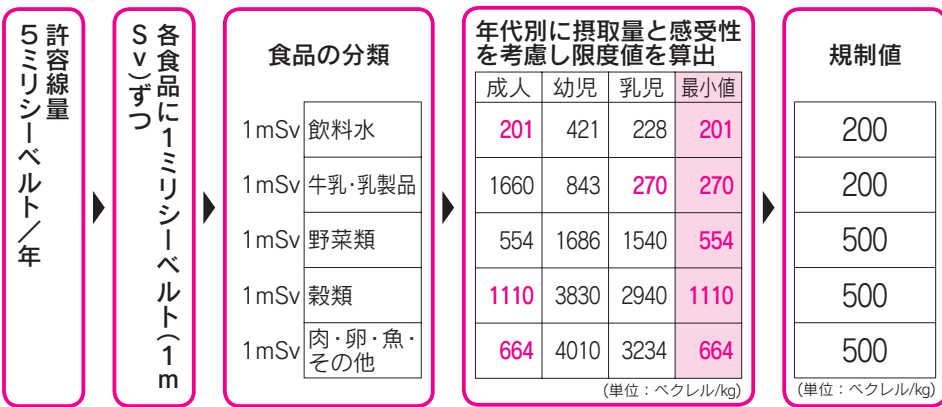 許容線量
5ミリシーベルト／年
各食品に1ミリシーベルト(1m
Sv)ずつ
食品の分類
1mSv 飲料水
1mSv 牛乳・乳製品
1mSv 野菜類
1mSv 穀類
1mSv 肉・卵・魚・
その他
年代別に摂取量と感受性
を考慮し限度値を算出
成人 幼児 乳児 最小値
201 421 228 201
1660 843 270 270
554 1686 1540 554
1110 3830 2940 1110
664 4010 3234 664
(単位：ベクレル/kg)
規制値
200
200
500
500
500
(単位：ベクレル/kg)